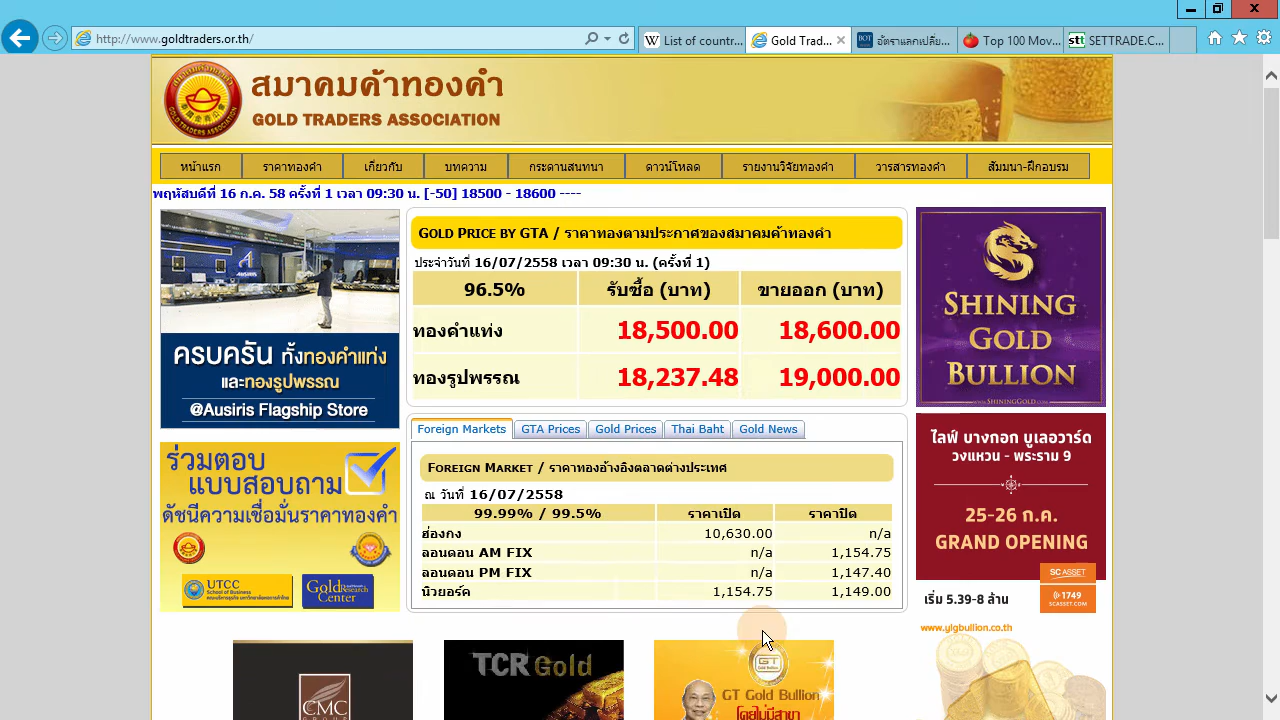 http://www.goldtraders.or.th/
List of countr...
Gold Trad...
อัตราแลกเปลี่ย...
Top 100 Mov...
SETTRADE.C...
สมาคมค้าทองคำ
GOLD TRADERS ASSOCIATION
หน้าแรก
ราคาทองคำ
เกี่ยวกับ
บทความ
กระดานสนทนา
ดาวน์โหลด
รายงานวิจัยทองคำ
วารสารทองคำ
สัมมนา-ฝึกอบรม
พฤหัสบดีที่ 16 ก.ค. 58 ครั้งที่ 1 เวลา 09:30 น. [-50] 18500 - 18600 ----
AUSIRIS
ครบครัน ทั้งทองคำแท่ง
และทองรูปพรรณ
@Ausiris Flagship Store
GOLD PRICE BY GTA / ราคาทองตามประกาศของสมาคมค้าทองคำ
ประจำวันที่ 16/07/2558 เวลา 09:30 น. (ครั้งที่ 1)
96.5% รับซื้อ (บาท) ขายออก (บาท)
ทองคำแท่ง 18,500.00 18,600.00
ทองรูปพรรณ 18,237.48 19,000.00
SHINING
GOLD
BULLION
Foreign Markets GTA Prices Gold Prices Thai Baht Gold News
FOREIGN MARKET / ราคาทองอ้างอิงตลาดต่างประเทศ
ณ วันที่ 16/07/2558
99.99% / 99.5% ราคาเปิด ราคาปิด
ฮ่องกง 10,630.00 n/a
ลอนดอน AM FIX n/a 1,154.75
ลอนดอน PM FIX n/a 1,147.40
นิวยอร์ค 1,154.75 1,149.00
ร่วมตอบ
แบบสอบถาม
ดัชนีความเชื่อมั่นราคาทองคำ
UTCC
School of Business
Gold
Research
Center
ไลฟ์ บางกอก บูเลอวาร์ด
วงแหวน - พระราม 9
25-26 ก.ค.
GRAND OPENING
เริ่ม 5.39-8 ล้าน
SC ASSET
1749
SCASSET.COM
www.ylgbullion.co.th
CMC
GROUP
TCR Gold
GT
GT Gold Bullion
โดยไม่มีสาขา